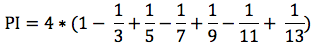 PI = 4 * (1 − 1/3 + 1/5 − 1/7 + 1/9 − 1/11 + 1/13)